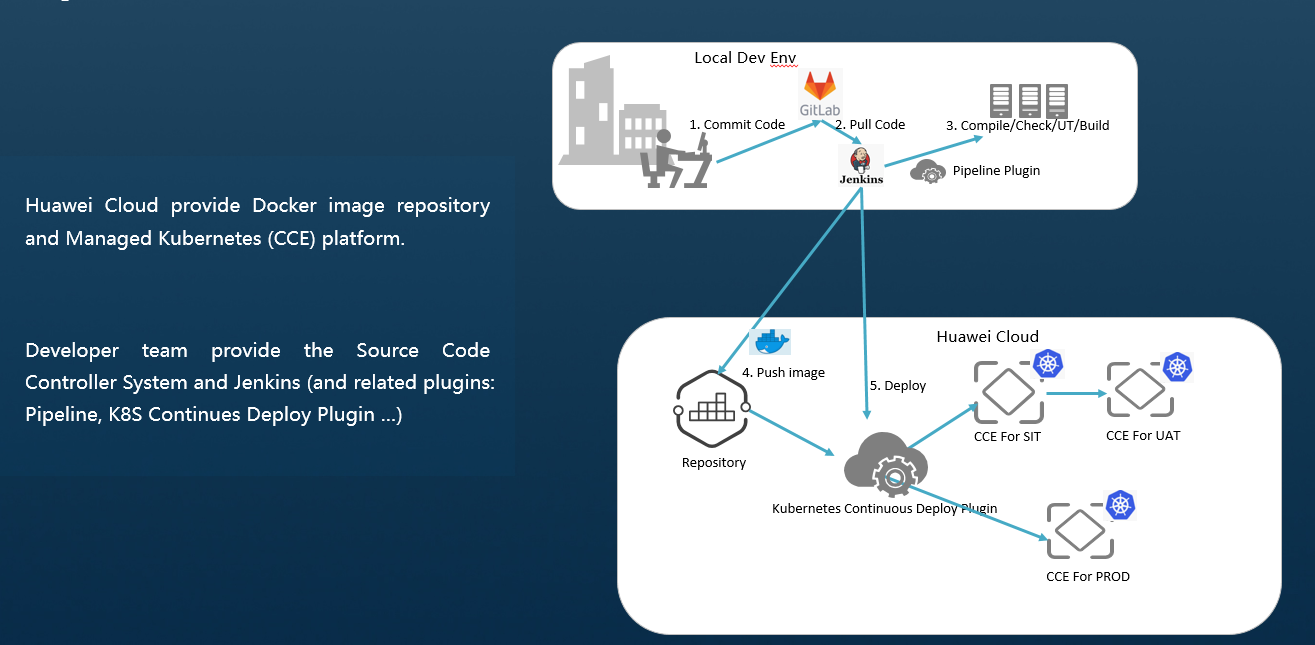 Huawei Cloud provide Docker image repository
and Managed Kubernetes (CCE) platform.
Developer team provide the Source Code
Controller System and Jenkins (and related plugins:
Pipeline, K8S Continues Deploy Plugin ...)
Local Dev Env
GitLab
1. Commit Code
2. Pull Code
3. Compile/Check/UT/Build
Jenkins
Pipeline Plugin
Huawei Cloud
4. Push image
5. Deploy
Repository
CCE For SIT
CCE For UAT
Kubernetes Continuous Deploy Plugin
CCE For PROD